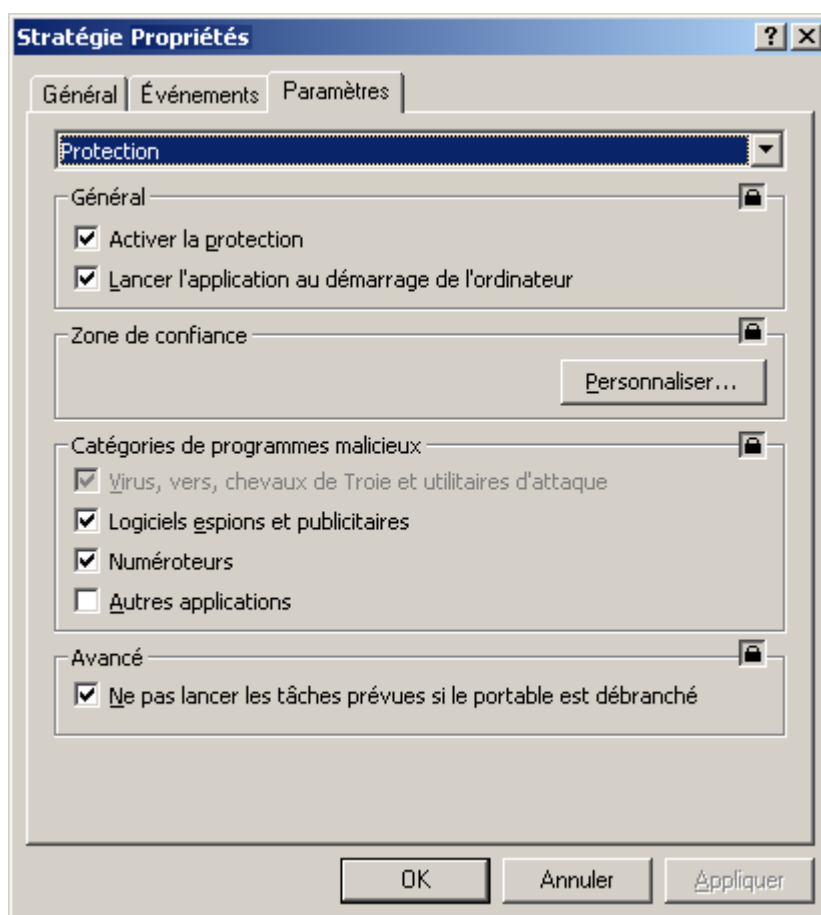 Stratégie Propriétés
Général Événements Paramètres
Protection
Général
Activer la protection
Lancer l'application au démarrage de l'ordinateur
Zone de confiance
Personnaliser...
Catégories de programmes malicieux
Virus, vers, chevaux de Troie et utilitaires d'attaque
Logiciels espions et publicitaires
Numéroteurs
Autres applications
Avancé
Ne pas lancer les tâches prévues si le portable est débranché
OK Annuler Appliquer